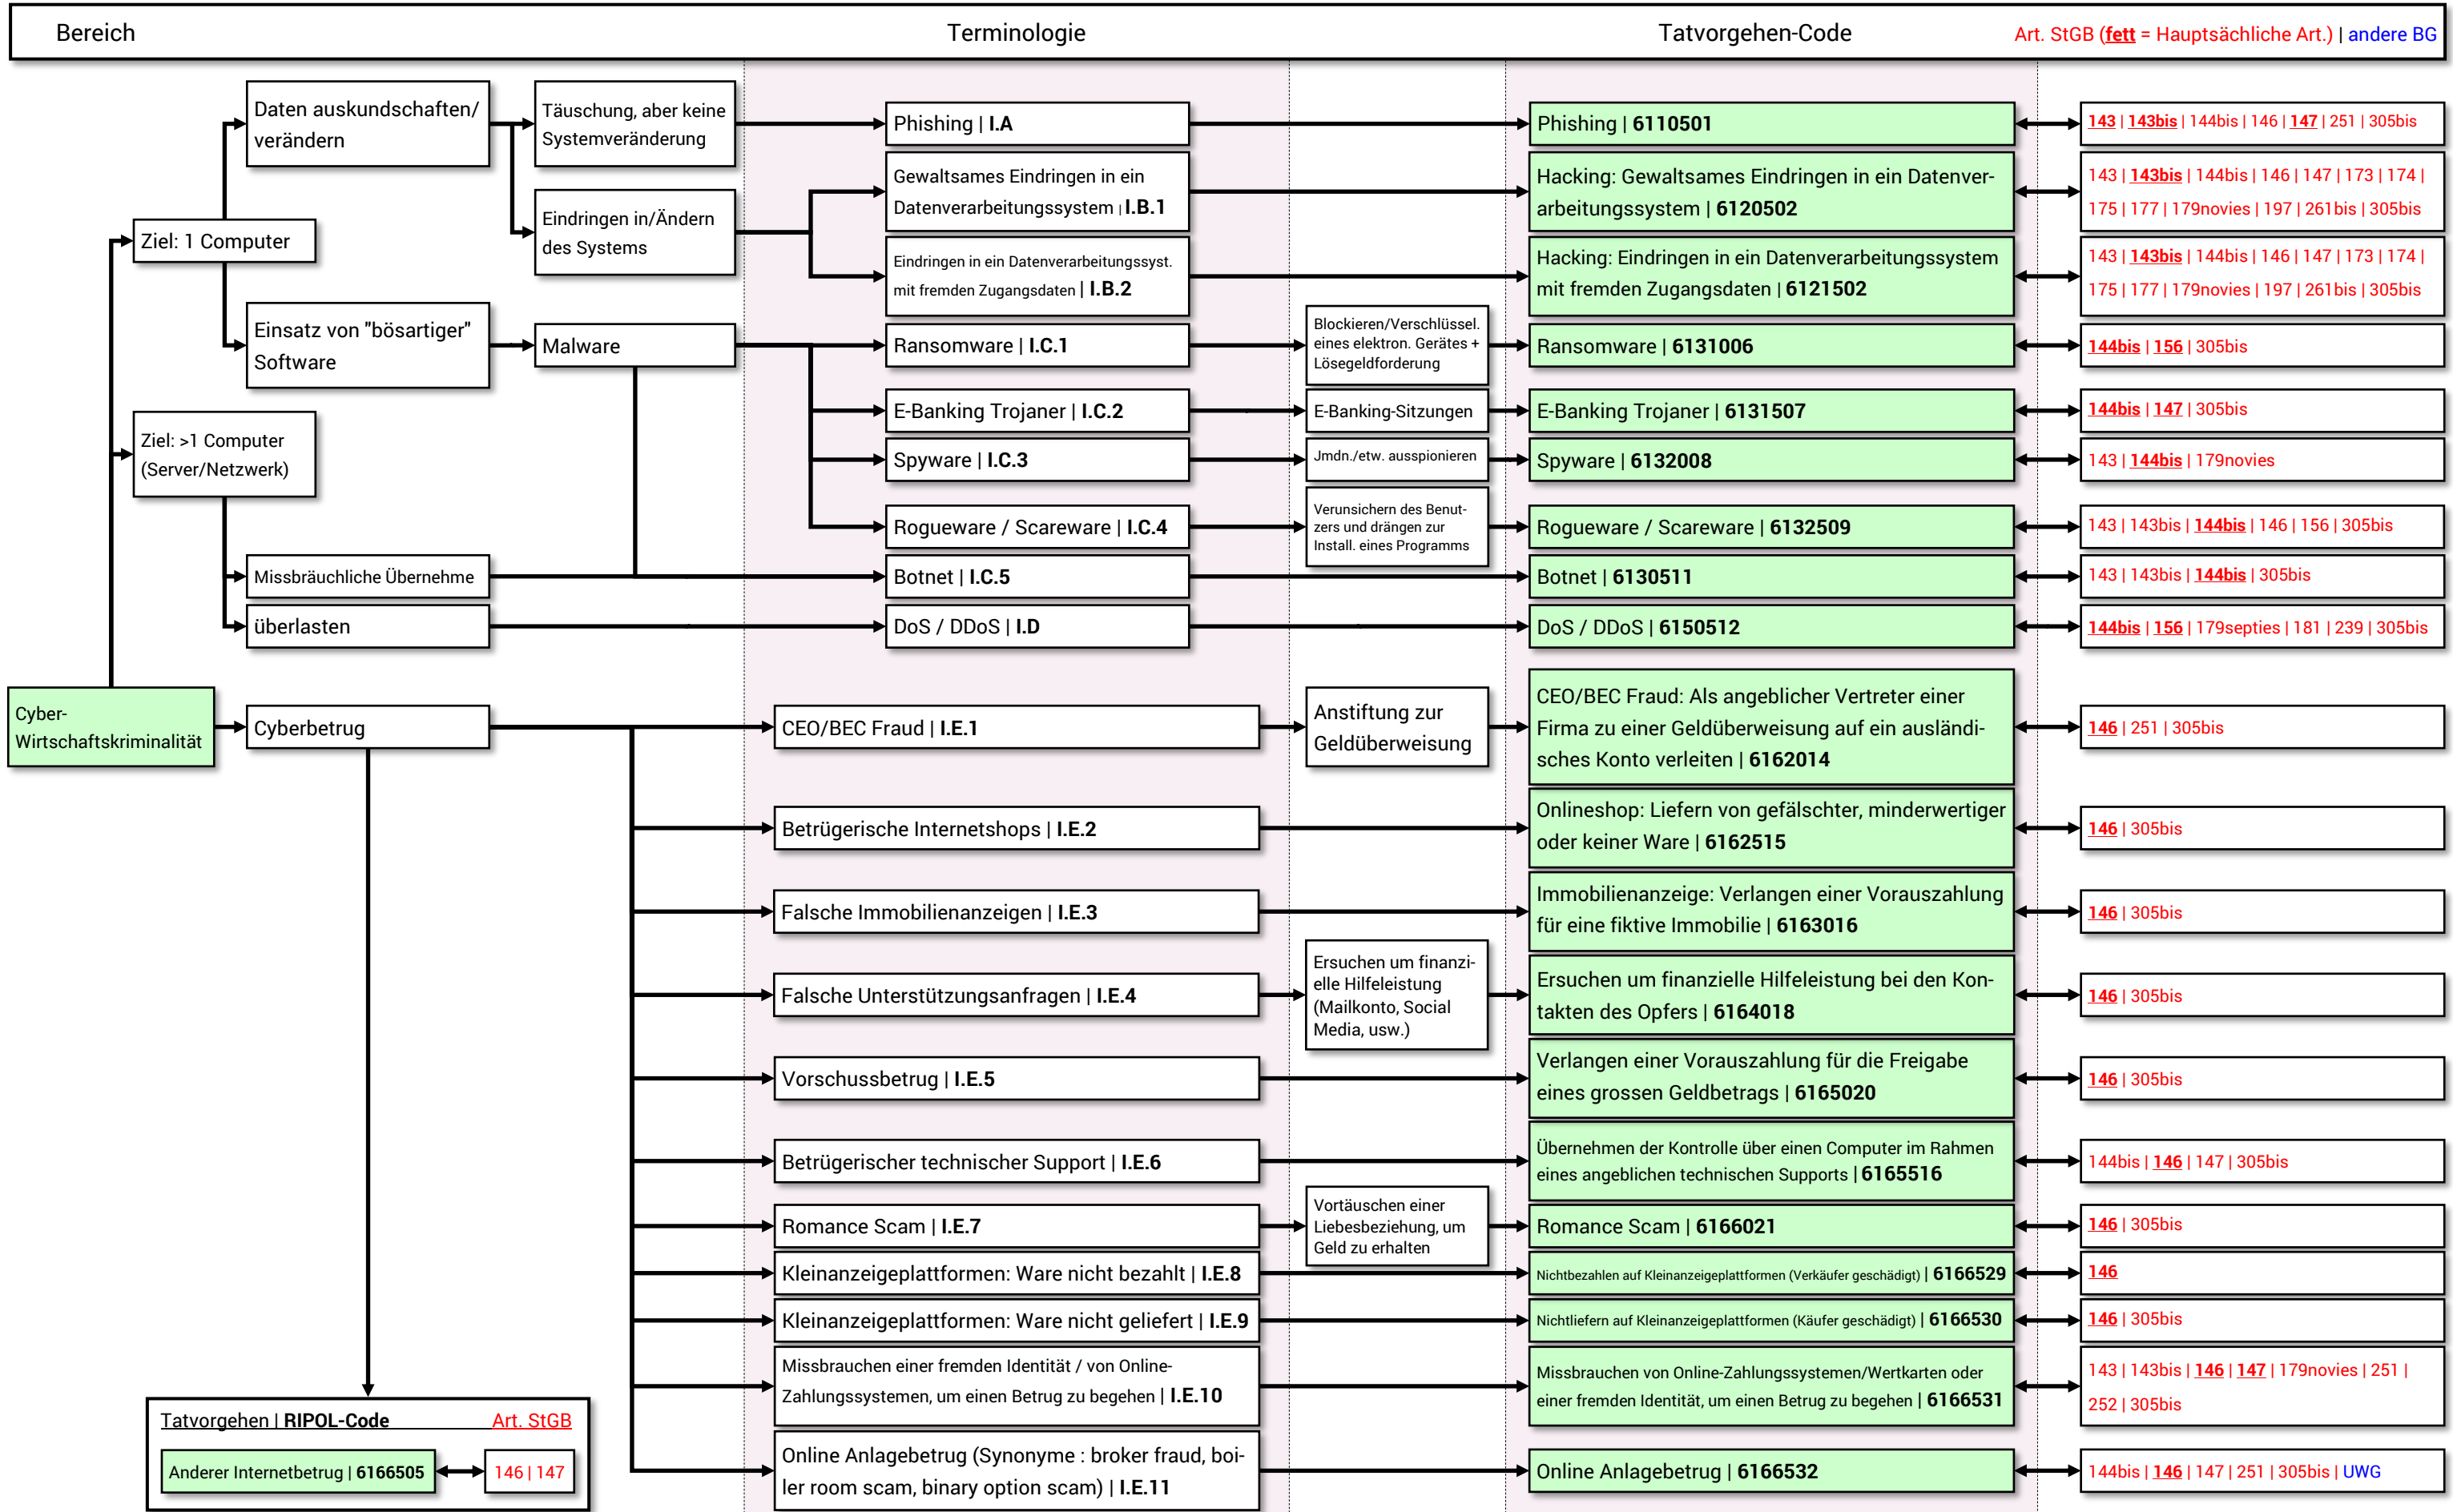 Bereich
Terminologie
Tatvorgehen-Code
Art. StGB (fett = Hauptsächliche Art.) | andere BG
Daten auskundschaften/
verändern
Täuschung, aber keine
Systemveränderung
Phishing | I.A
Phishing | 6110501
143 | 143bis | 144bis | 146 | 147 | 251 | 305bis
Eindringen in/Ändern
des Systems
Gewaltsames Eindringen in ein
Datenverarbeitungssystem | I.B.1
Hacking: Gewaltsames Eindringen in ein Datenver-
arbeitungssystem | 6120502
143 | 143bis | 144bis | 146 | 147 | 173 | 174 |
175 | 177 | 179novies | 197 | 261bis | 305bis
Ziel: 1 Computer
Eindringen in ein Datenverarbeitungssyst.
mit fremden Zugangsdaten | I.B.2
Hacking: Eindringen in ein Datenverarbeitungssystem
mit fremden Zugangsdaten | 6121502
143 | 143bis | 144bis | 146 | 147 | 173 | 174 |
175 | 177 | 179novies | 197 | 261bis | 305bis
Einsatz von "bösartiger"
Software
Malware
Ransomware | I.C.1
Blockieren/Verschlüssel.
eines elektron. Gerätes +
Lösegeldforderung
Ransomware | 6131006
144bis | 156 | 305bis
E-Banking Trojaner | I.C.2
E-Banking-Sitzungen
E-Banking Trojaner | 6131507
144bis | 147 | 305bis
Ziel: >1 Computer
(Server/Netzwerk)
Spyware | I.C.3
Jmdn./etw. ausspionieren
Spyware | 6132008
143 | 144bis | 179novies
Rogueware / Scareware | I.C.4
Verunsichern des Benut-
zers und drängen zur
Install. eines Programms
Rogueware / Scareware | 6132509
143 | 143bis | 144bis | 146 | 156 | 305bis
Missbräuchliche Übernehme
Botnet | I.C.5
Botnet | 6130511
143 | 143bis | 144bis | 305bis
überlasten
DoS / DDoS | I.D
DoS / DDoS | 6150512
144bis | 156 | 179septies | 181 | 239 | 305bis
Cyber-
Wirtschaftskriminalität
Cyberbetrug
CEO/BEC Fraud | I.E.1
Anstiftung zur
Geldüberweisung
CEO/BEC Fraud: Als angeblicher Vertreter einer
Firma zu einer Geldüberweisung auf ein ausländi-
sches Konto verleiten | 6162014
146 | 251 | 305bis
Betrügerische Internetshops | I.E.2
Onlineshop: Liefern von gefälschter, minderwertiger
oder keiner Ware | 6162515
146 | 305bis
Falsche Immobilienanzeigen | I.E.3
Immobilienanzeige: Verlangen einer Vorauszahlung
für eine fiktive Immobilie | 6163016
146 | 305bis
Falsche Unterstützungsanfragen | I.E.4
Ersuchen um finanzi-
elle Hilfeleistung
(Mailkonto, Social
Media, usw.)
Ersuchen um finanzielle Hilfeleistung bei den Kon-
takten des Opfers | 6164018
146 | 305bis
Vorschussbetrug | I.E.5
Verlangen einer Vorauszahlung für die Freigabe
eines grossen Geldbetrags | 6165020
146 | 305bis
Betrügerischer technischer Support | I.E.6
Übernehmen der Kontrolle über einen Computer im Rahmen
eines angeblichen technischen Supports | 6165516
144bis | 146 | 147 | 305bis
Romance Scam | I.E.7
Vortäuschen einer
Liebesbeziehung, um
Geld zu erhalten
Romance Scam | 6166021
146 | 305bis
Kleinanzeigeplattformen: Ware nicht bezahlt | I.E.8
Nichtbezahlen auf Kleinanzeigeplattformen (Verkäufer geschädigt) | 6166529
146
Kleinanzeigeplattformen: Ware nicht geliefert | I.E.9
Nichtliefern auf Kleinanzeigeplattformen (Käufer geschädigt) | 6166530
146 | 305bis
Missbrauchen einer fremden Identität / von Online-
Zahlungssystemen, um einen Betrug zu begehen | I.E.10
Missbrauchen von Online-Zahlungssystemen/Wertkarten oder
einer fremden Identität, um einen Betrug zu begehen | 6166531
143 | 143bis | 146 | 147 | 179novies | 251 |
252 | 305bis
Online Anlagebetrug (Synonyme : broker fraud, boi-
ler room scam, binary option scam) | I.E.11
Online Anlagebetrug | 6166532
144bis | 146 | 147 | 251 | 305bis | UWG
Tatvorgehen | RIPOL-Code
Art. StGB
Anderer Internetbetrug | 6166505
146 | 147